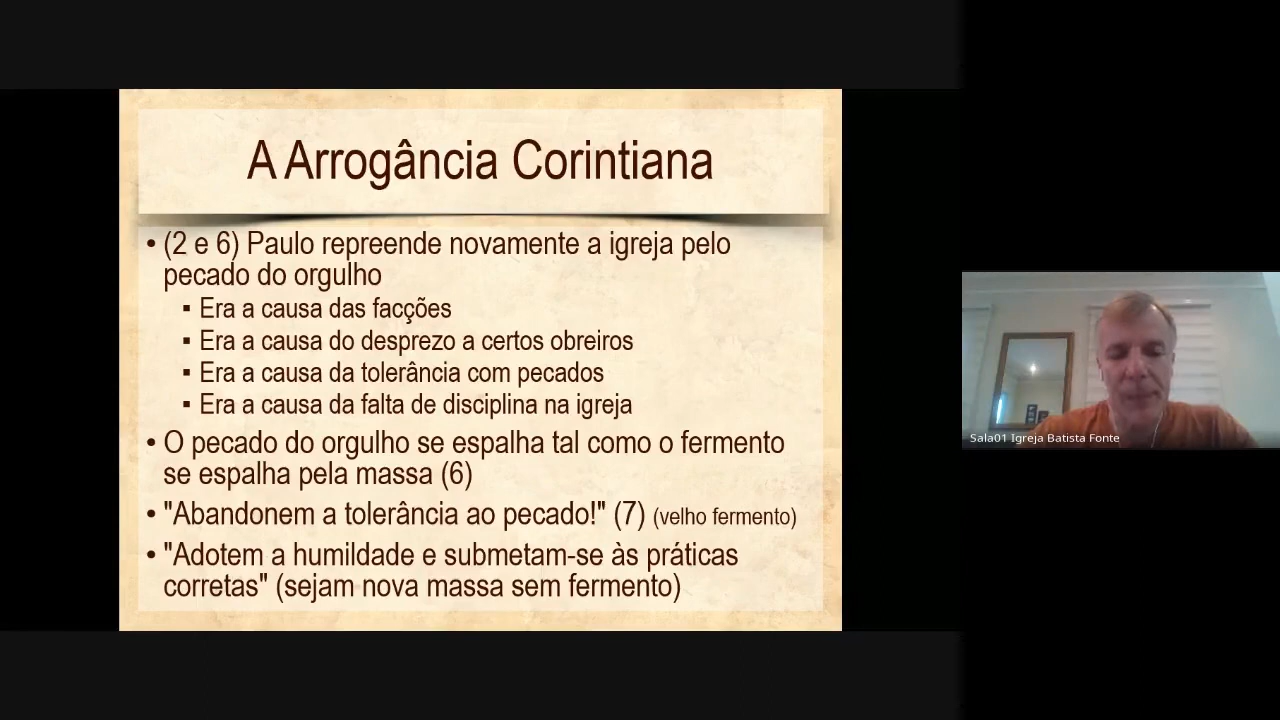 A Arrogância Corintiana
• (2 e 6) Paulo repreende novamente a igreja pelo
pecado do orgulho
▪ Era a causa das facções
▪ Era a causa do desprezo a certos obreiros
▪ Era a causa da tolerância com pecados
▪ Era a causa da falta de disciplina na igreja
• O pecado do orgulho se espalha tal como o fermento
se espalha pela massa (6)
• "Abandonem a tolerância ao pecado!" (7) (velho fermento)
• "Adotem a humildade e submetam-se às práticas
corretas" (sejam nova massa sem fermento)
Sala01 Igreja Batista Fonte